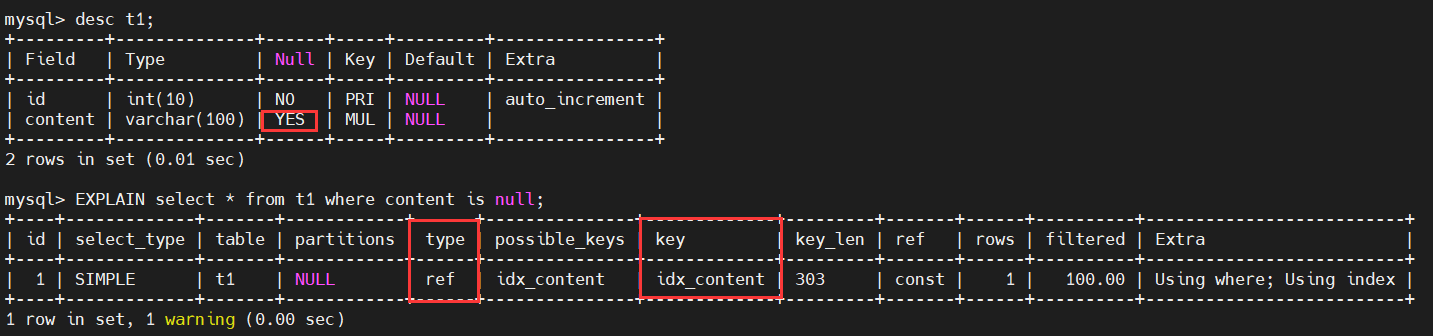 mysql> desc t1;
+---------+--------------+------+-----+---------+----------------+
| Field   | Type         | Null | Key | Default | Extra          |
+---------+--------------+------+-----+---------+----------------+
| id      | int(10)      | NO   | PRI | NULL    | auto_increment |
| content | varchar(100) | YES  | MUL | NULL    |                |
+---------+--------------+------+-----+---------+----------------+
2 rows in set (0.01 sec)
mysql> EXPLAIN select * from t1 where content is null;
+----+-------------+-------+------------+------+---------------+-------------+---------+-------+------+----------+--------------------------+
| id | select_type | table | partitions | type | possible_keys | key         | key_len | ref   | rows | filtered | Extra                    |
+----+-------------+-------+------------+------+---------------+-------------+---------+-------+------+----------+--------------------------+
|  1 | SIMPLE      | t1    | NULL       | ref  | idx_content   | idx_content | 303     | const |    1 |   100.00 | Using where; Using index |
+----+-------------+-------+------------+------+---------------+-------------+---------+-------+------+----------+--------------------------+
1 row in set, 1 warning (0.00 sec)